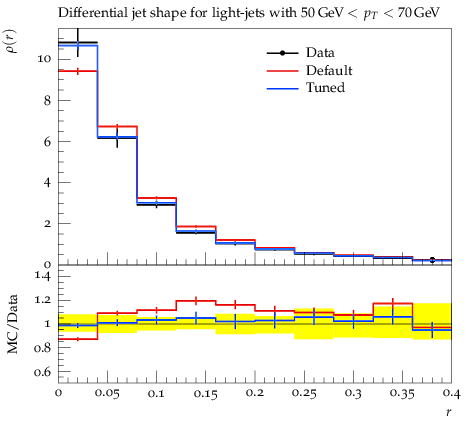 Differential jet shape for light-jets with 50 GeV < p_T < 70 GeV
ρ(r)
Data
Default
Tuned
10
8
6
4
2
0
MC/Data
1.4
1.2
1
0.8
0.6
0 0.05 0.1 0.15 0.2 0.25 0.3 0.35 0.4
r